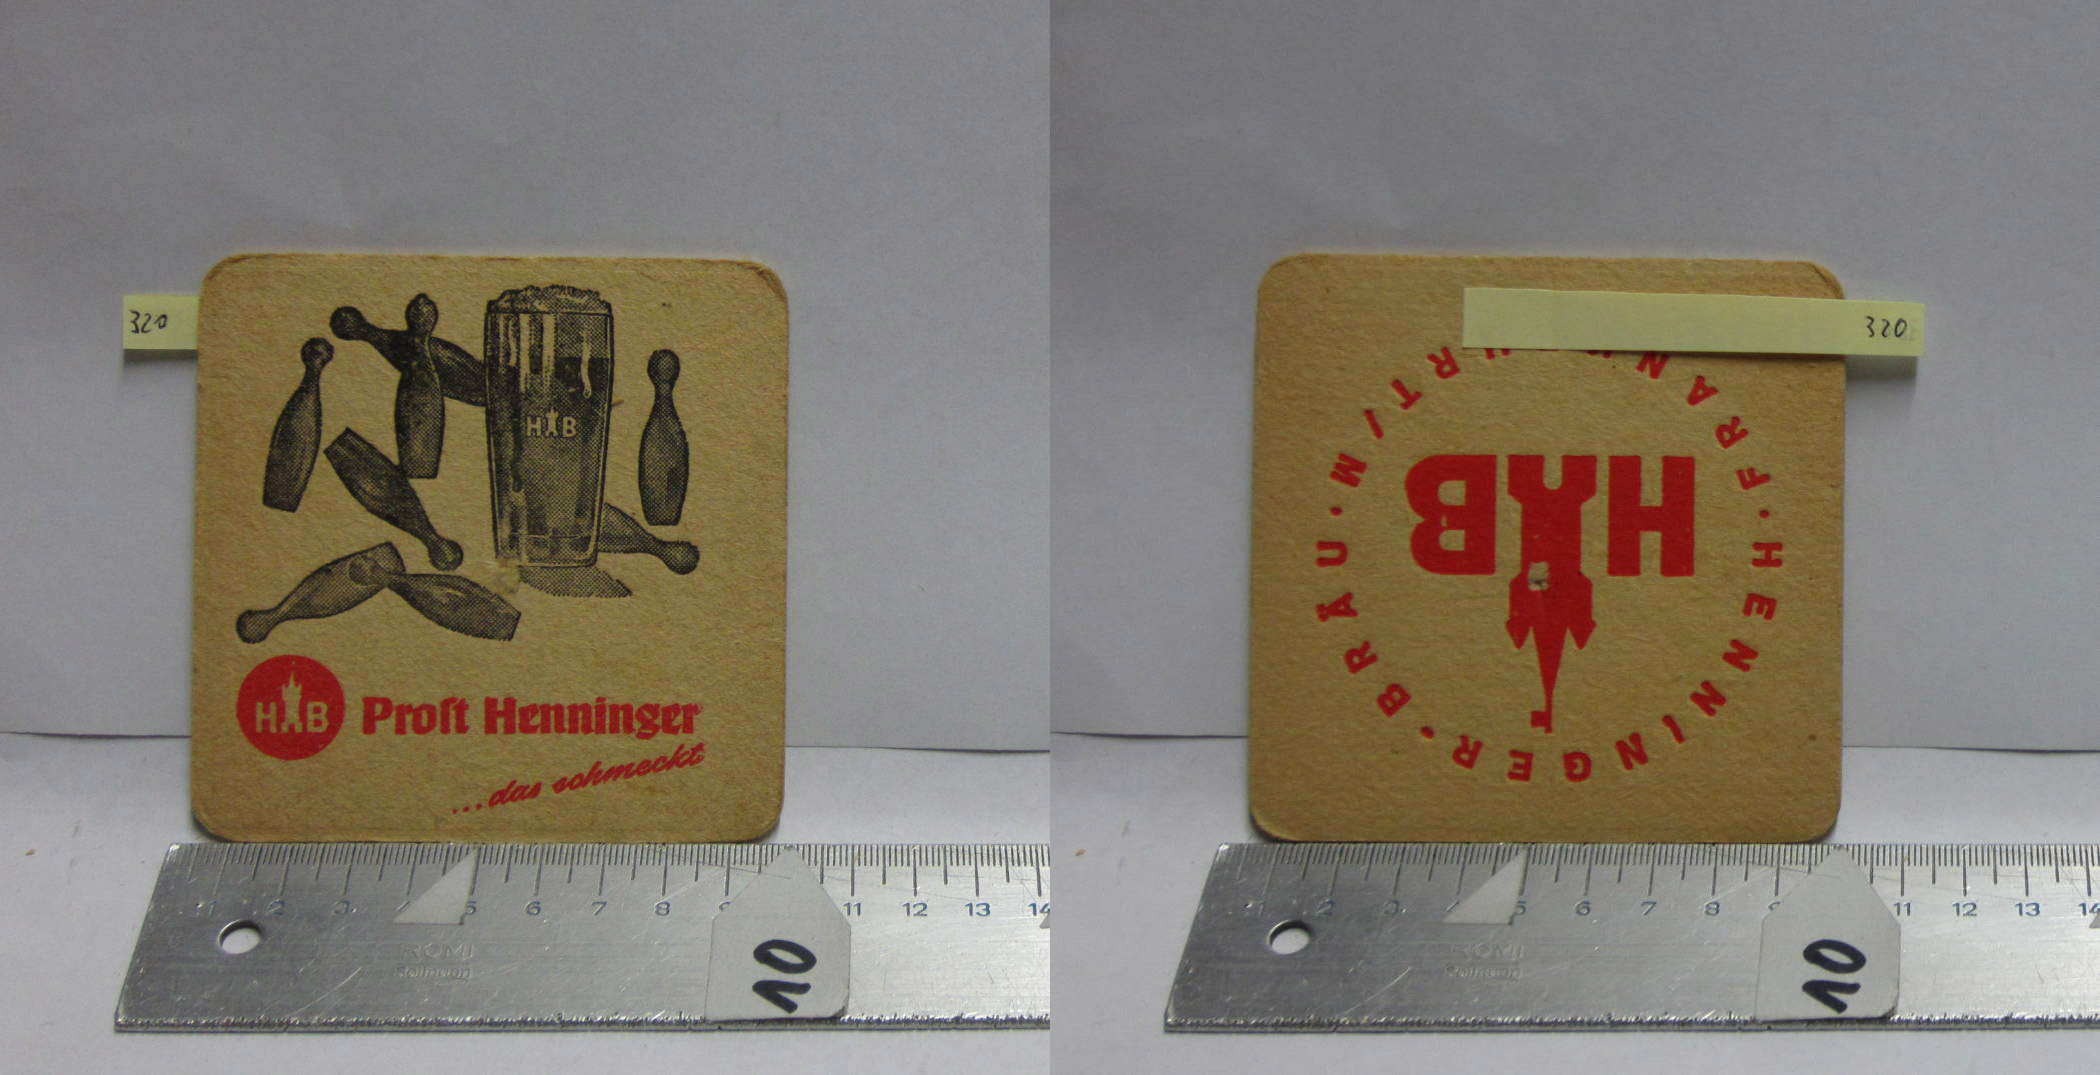 320
HB
HB
Proſt Henninger
...das schmeckt
1 2 3 4 5 6 7 8 11 12 13 14
ROMI
10
320
HENNINGER · BRÄU · FRANKFURT/M ·
HB
1 2 3 4 5 6 7 8 11 12 13 14
ROMI
10